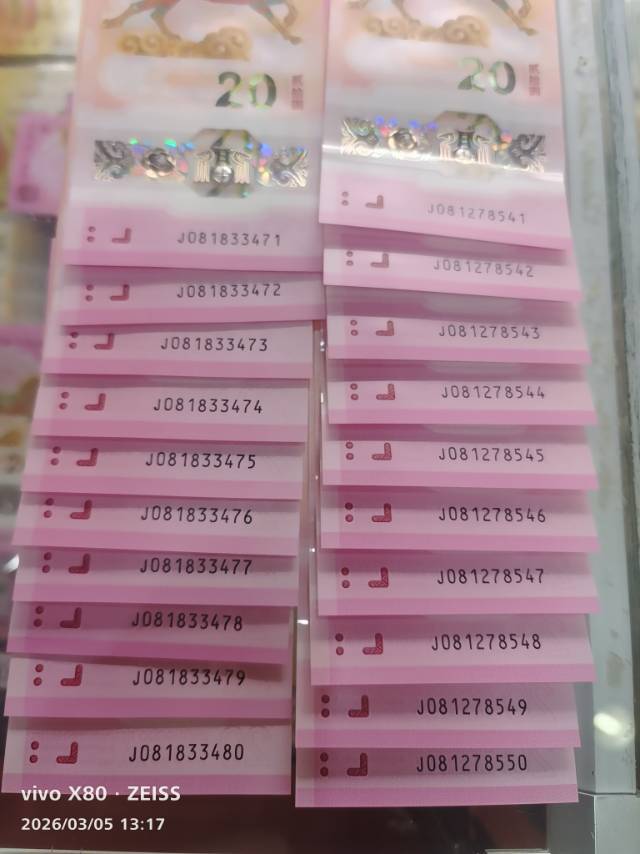 20
J081833471
J081833472
J081833473
J081833474
J081833475
J081833476
J081833477
J081833478
J081833479
J081833480
20
J081278541
J081278542
J081278543
J081278544
J081278545
J081278546
J081278547
J081278548
J081278549
J081278550
vivo X80 · ZEISS
2026/03/05 13:17